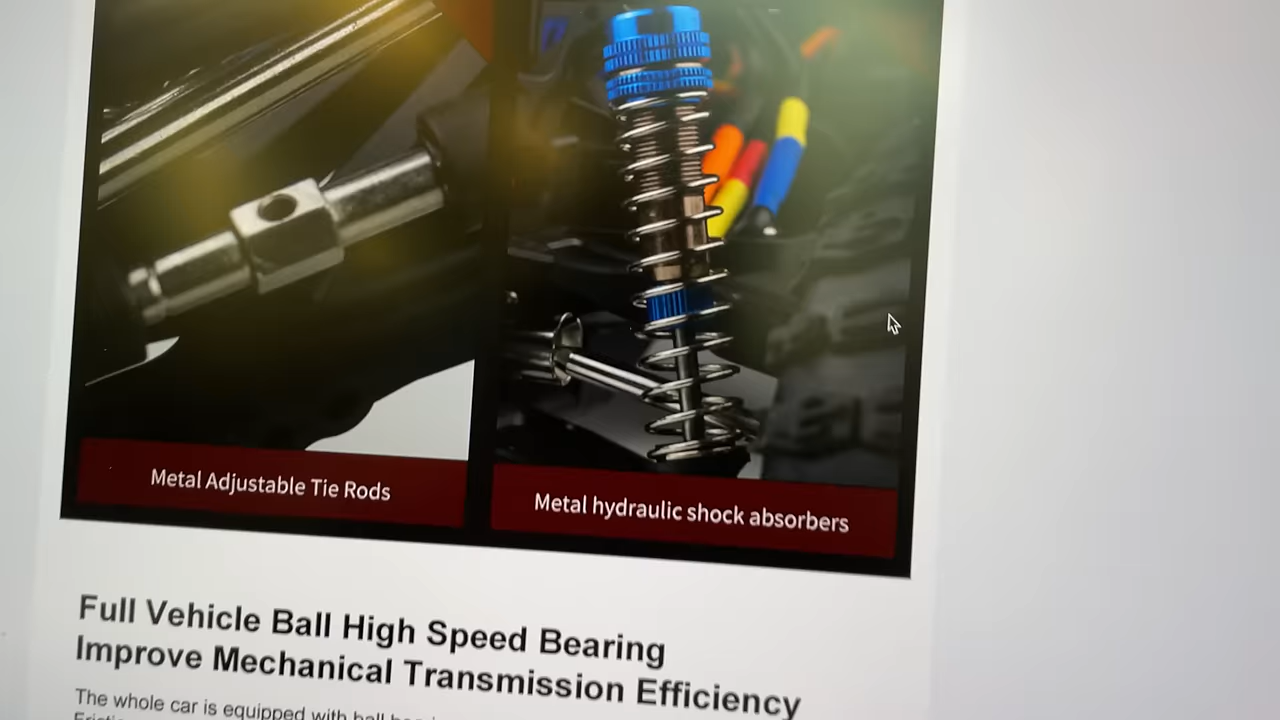 Metal Adjustable Tie Rods
Metal hydraulic shock absorbers
Full Vehicle Ball High Speed Bearing
Improve Mechanical Transmission Efficiency
The whole car is equipped with ball